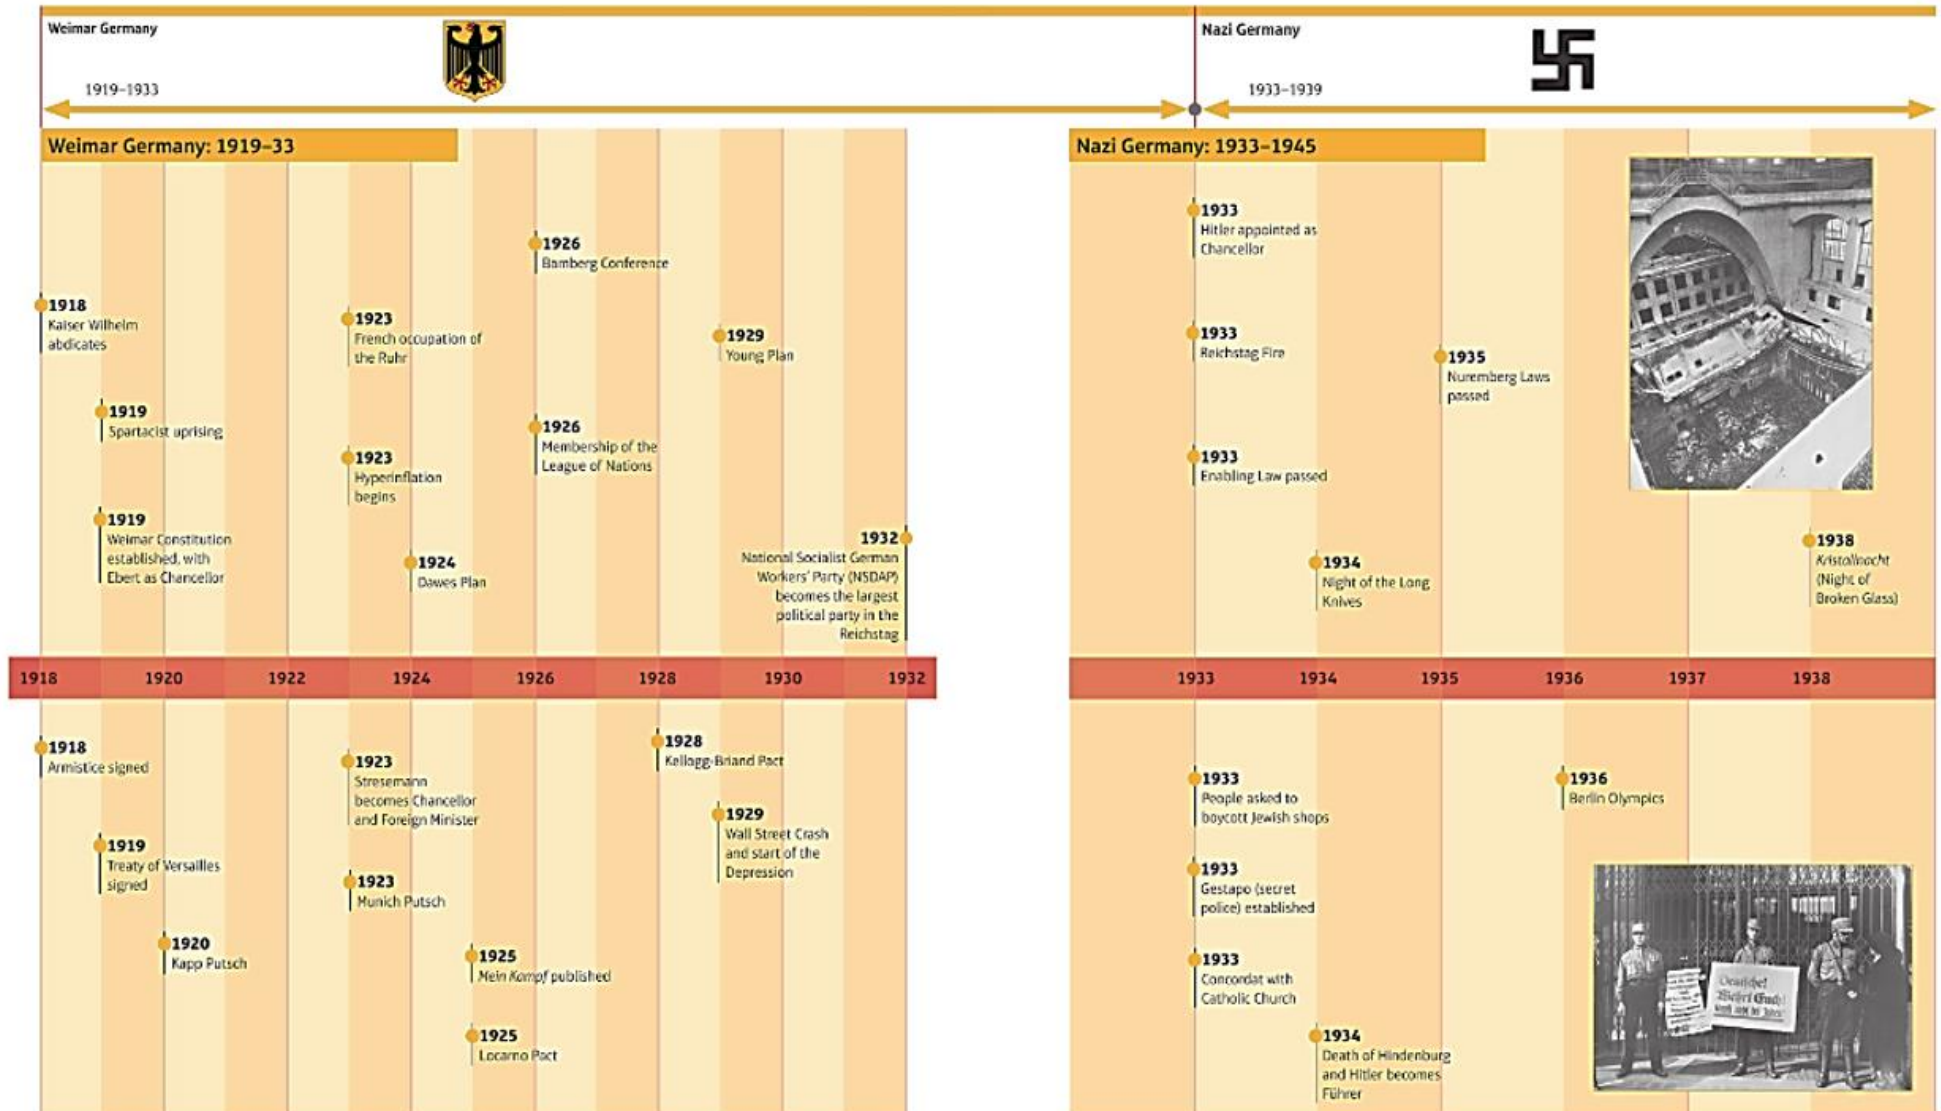 Weimar Germany
1919–1933
Nazi Germany
1933–1939
Weimar Germany: 1919–33
1918
Kaiser Wilhelm
abdicates
1919
Spartacist uprising
1919
Weimar Constitution
established, with
Ebert as Chancellor
1923
French occupation of
the Ruhr
1923
Hyperinflation
begins
1924
Dawes Plan
1926
Bamberg Conference
1926
Membership of the
League of Nations
1929
Young Plan
1932
National Socialist German
Workers' Party (NSDAP)
becomes the largest
political party in the
Reichstag
1918 1920 1922 1924 1926 1928 1930 1932
1918
Armistice signed
1919
Treaty of Versailles
signed
1920
Kapp Putsch
1923
Stresemann
becomes Chancellor
and Foreign Minister
1923
Munich Putsch
1925
Mein Kampf published
1925
Locarno Pact
1928
Kellogg-Briand Pact
1929
Wall Street Crash
and start of the
Depression
Nazi Germany: 1933–1945
1933
Hitler appointed as
Chancellor
1933
Reichstag Fire
1933
Enabling Law passed
1934
Night of the Long
Knives
1935
Nuremberg Laws
passed
1938
Kristallnacht
(Night of
Broken Glass)
1933 1934 1935 1936 1937 1938
1933
People asked to
boycott Jewish shops
1933
Gestapo (secret
police) established
1933
Concordat with
Catholic Church
1934
Death of Hindenburg
and Hitler becomes
Führer
1936
Berlin Olympics
Deutsche!
Wehrt Euch!